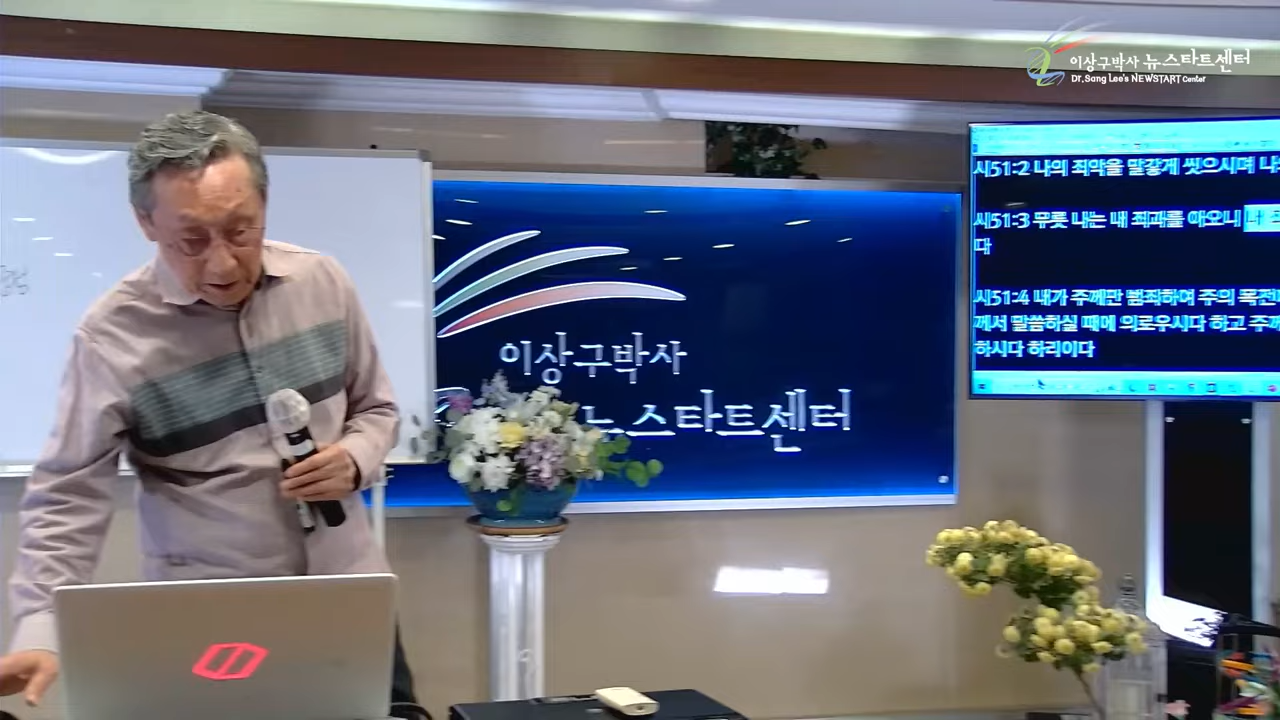 이상구박사 뉴스타트센터
Dr. Sang Lee's NEWSTART Center
시51:2 나의 죄악을 말갛게 씻으시며 나
시51:3 무릇 나는 내 죄과를 아오니 내 죄
다
시51:4 내가 주께만 범죄하여 주의 목전
께서 말씀하실 때에 의로우시다 하고 주께
하시다 하리이다
이상구박사
뉴스타트센터